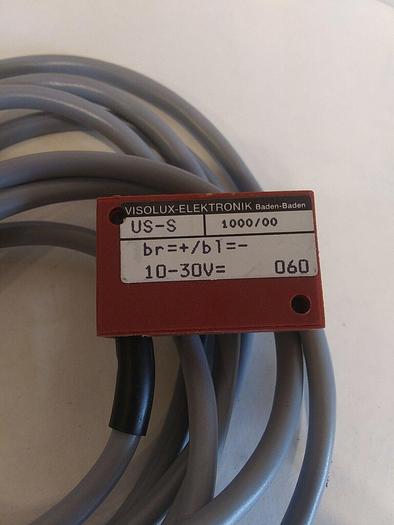 VISOLUX-ELEKTRONIK Baden-Baden
US-S 1000/00
br=+/bl=-
10-30V= 060